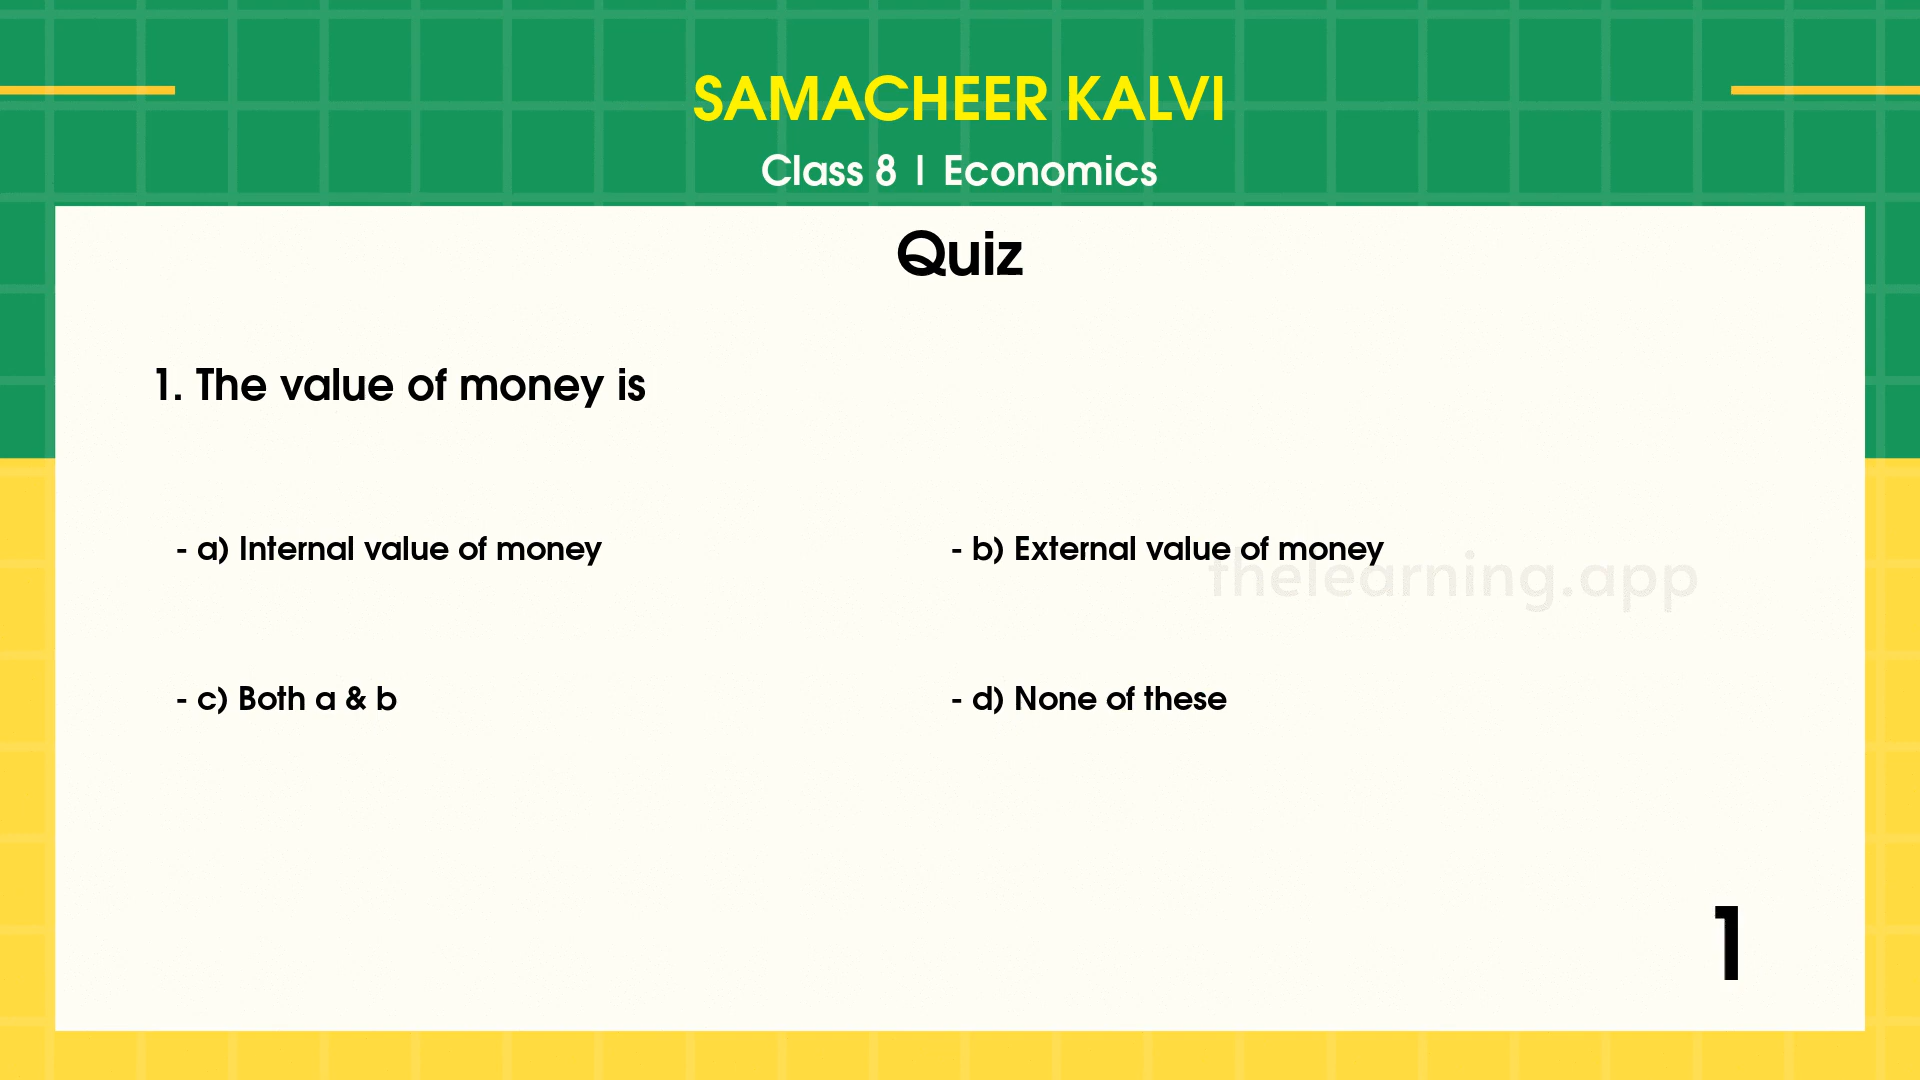 SAMACHEER KALVI
Class 8 | Economics
Quiz
1. The value of money is
- a) Internal value of money
- b) External value of money
thelearning.app
- c) Both a & b
- d) None of these
1